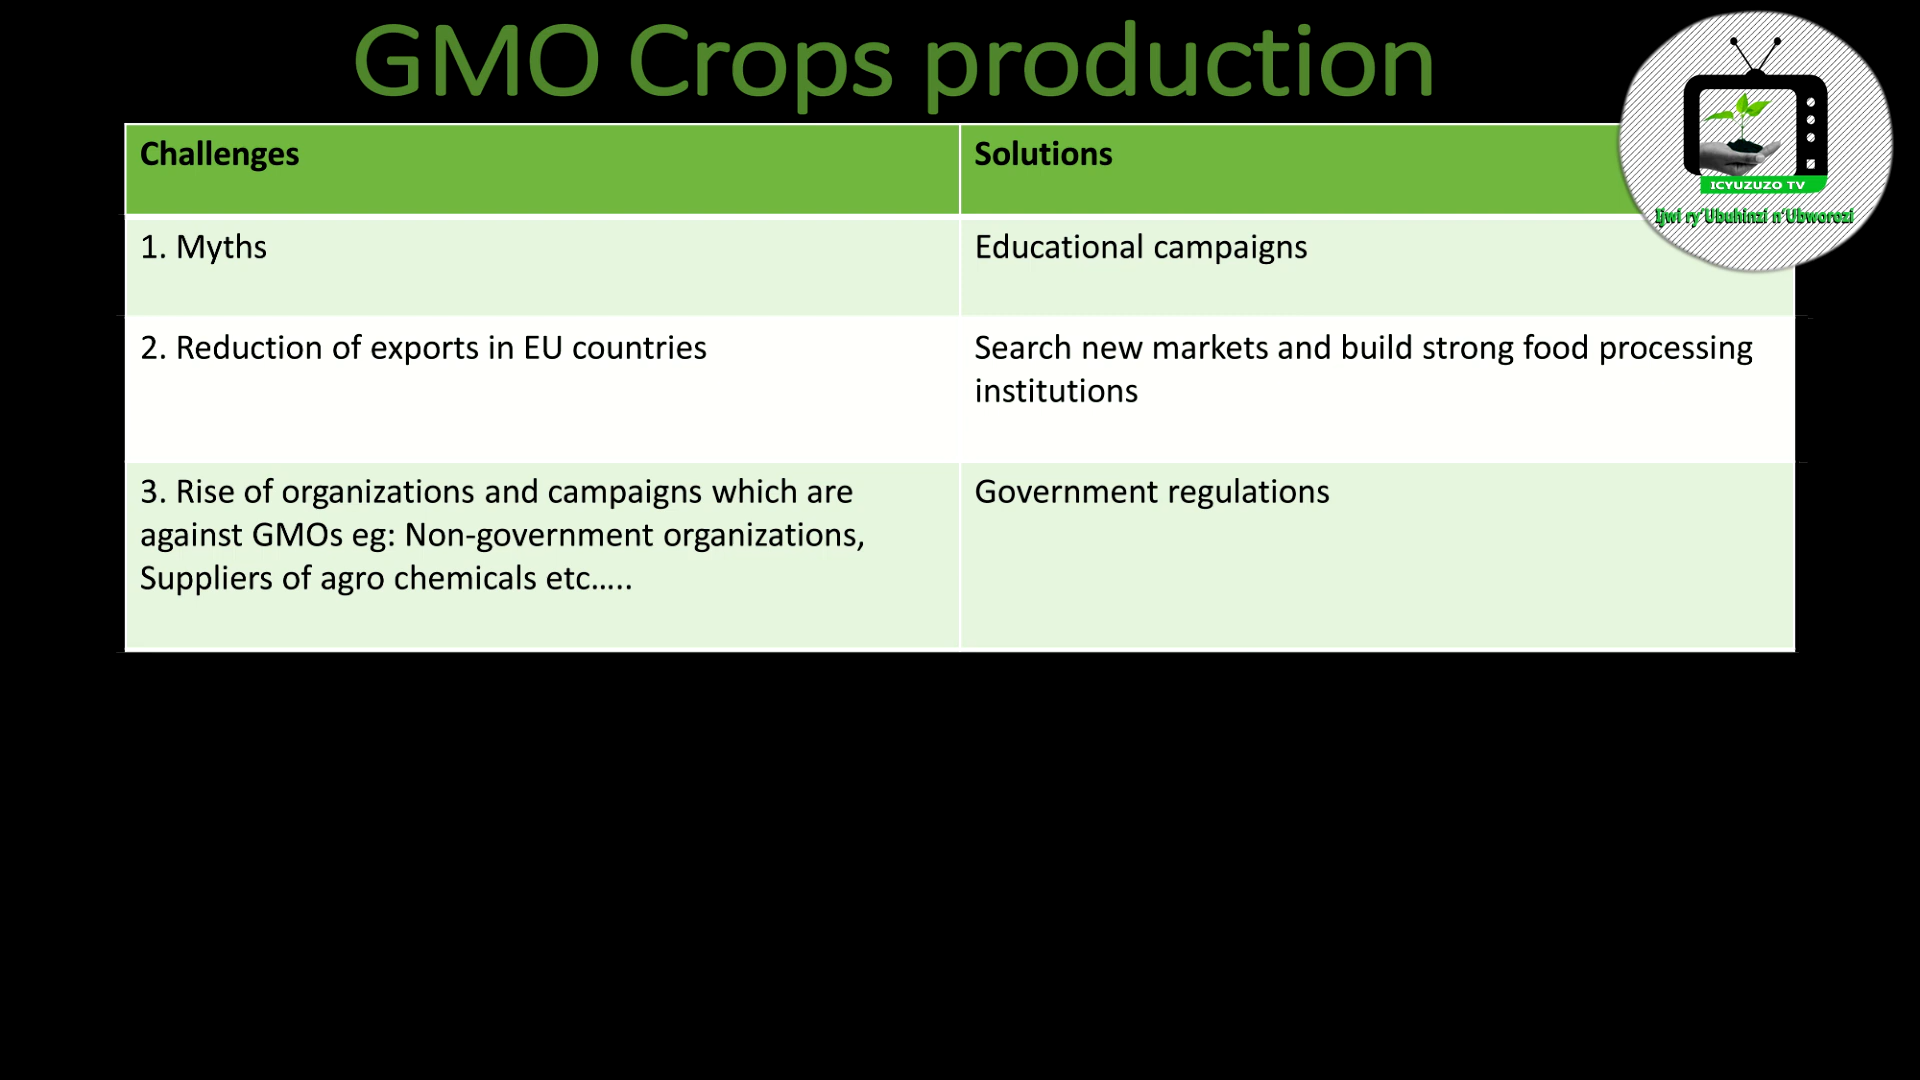 GMO Crops production
Challenges
Solutions
1. Myths
Educational campaigns
2. Reduction of exports in EU countries
Search new markets and build strong food processing
institutions
3. Rise of organizations and campaigns which are
against GMOs eg: Non-government organizations,
Suppliers of agro chemicals etc.....
Government regulations
ICYUZUZO TV
Ijwi ry'Ubuhinzi n'Ubworozi